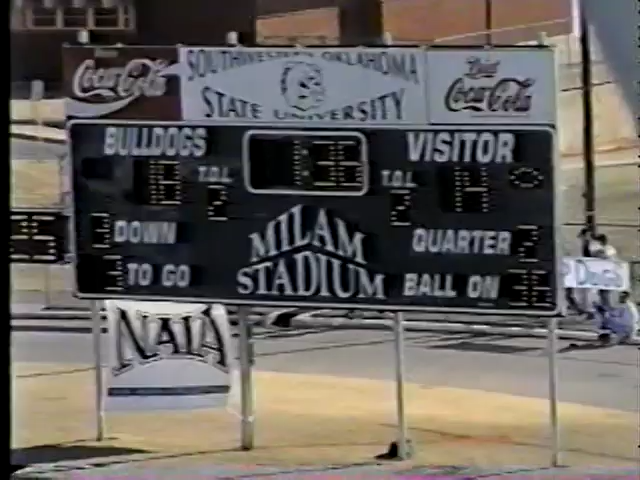 Coca-Cola
SOUTHWESTERN OKLAHOMA
STATE UNIVERSITY
Diet
Coca-Cola
BULLDOGS
VISITOR
T.O.L.
T.O.L.
DOWN
QUARTER
TO GO
BALL ON
MILAM
STADIUM
NAIA